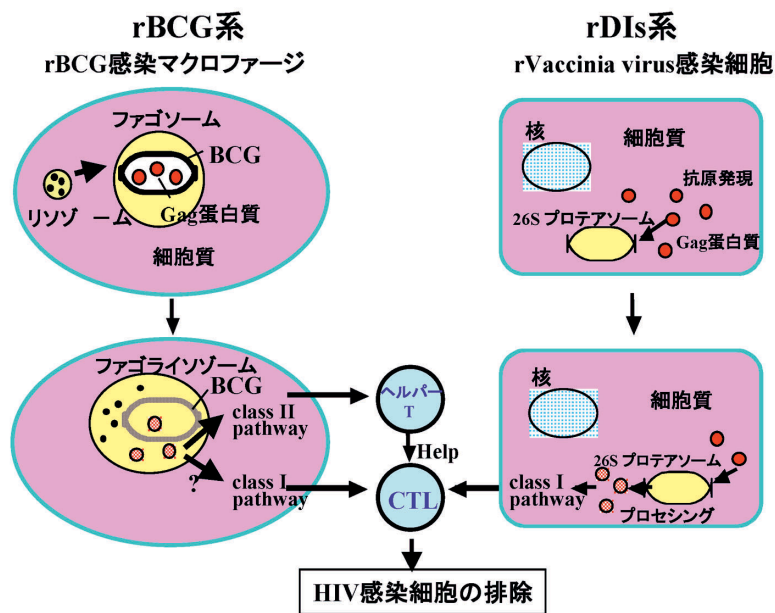 rBCG系
rBCG感染マクロファージ
ファゴソーム
BCG
リソゾーム
Gag蛋白質
細胞質
ファゴライソゾーム
BCG
class II
pathway
?
class I
pathway
ヘルパー
T
Help
CTL
HIV感染細胞の排除
rDIs系
rVaccinia virus感染細胞
核
細胞質
抗原発現
26S プロテアソーム
Gag蛋白質
核
細胞質
26S プロテアソーム
class I
pathway
プロセシング